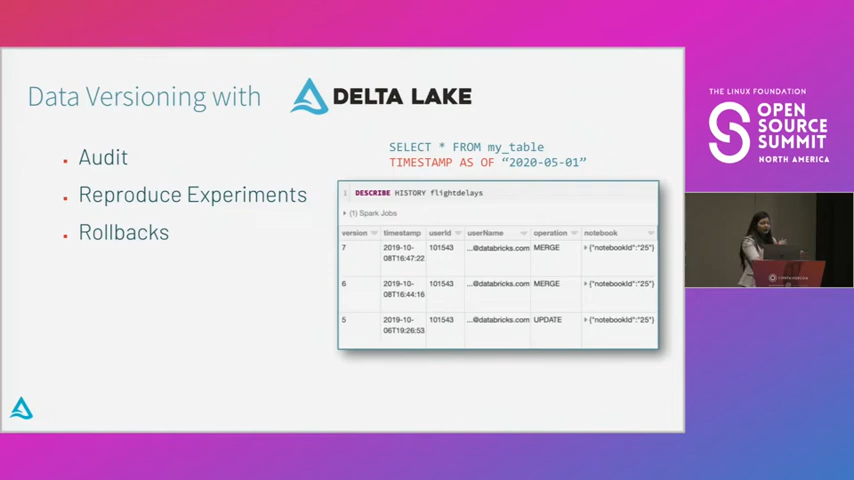 Data Versioning with
DELTA LAKE
Audit
Reproduce Experiments
Rollbacks
SELECT * FROM my_table
TIMESTAMP AS OF “2020-05-01”
1 DESCRIBE HISTORY flightdelays
(1) Spark Jobs
version timestamp userId userName operation notebook
7 2019-10-08T16:47:22 101543 ...@databricks.com MERGE {"notebookId":"25"}
6 2019-10-08T16:44:16 101543 ...@databricks.com MERGE {"notebookId":"25"}
5 2019-10-06T19:26:53 101543 ...@databricks.com UPDATE {"notebookId":"25"}
THE LINUX FOUNDATION
OPEN
SOURCE
SUMMIT
NORTH AMERICA